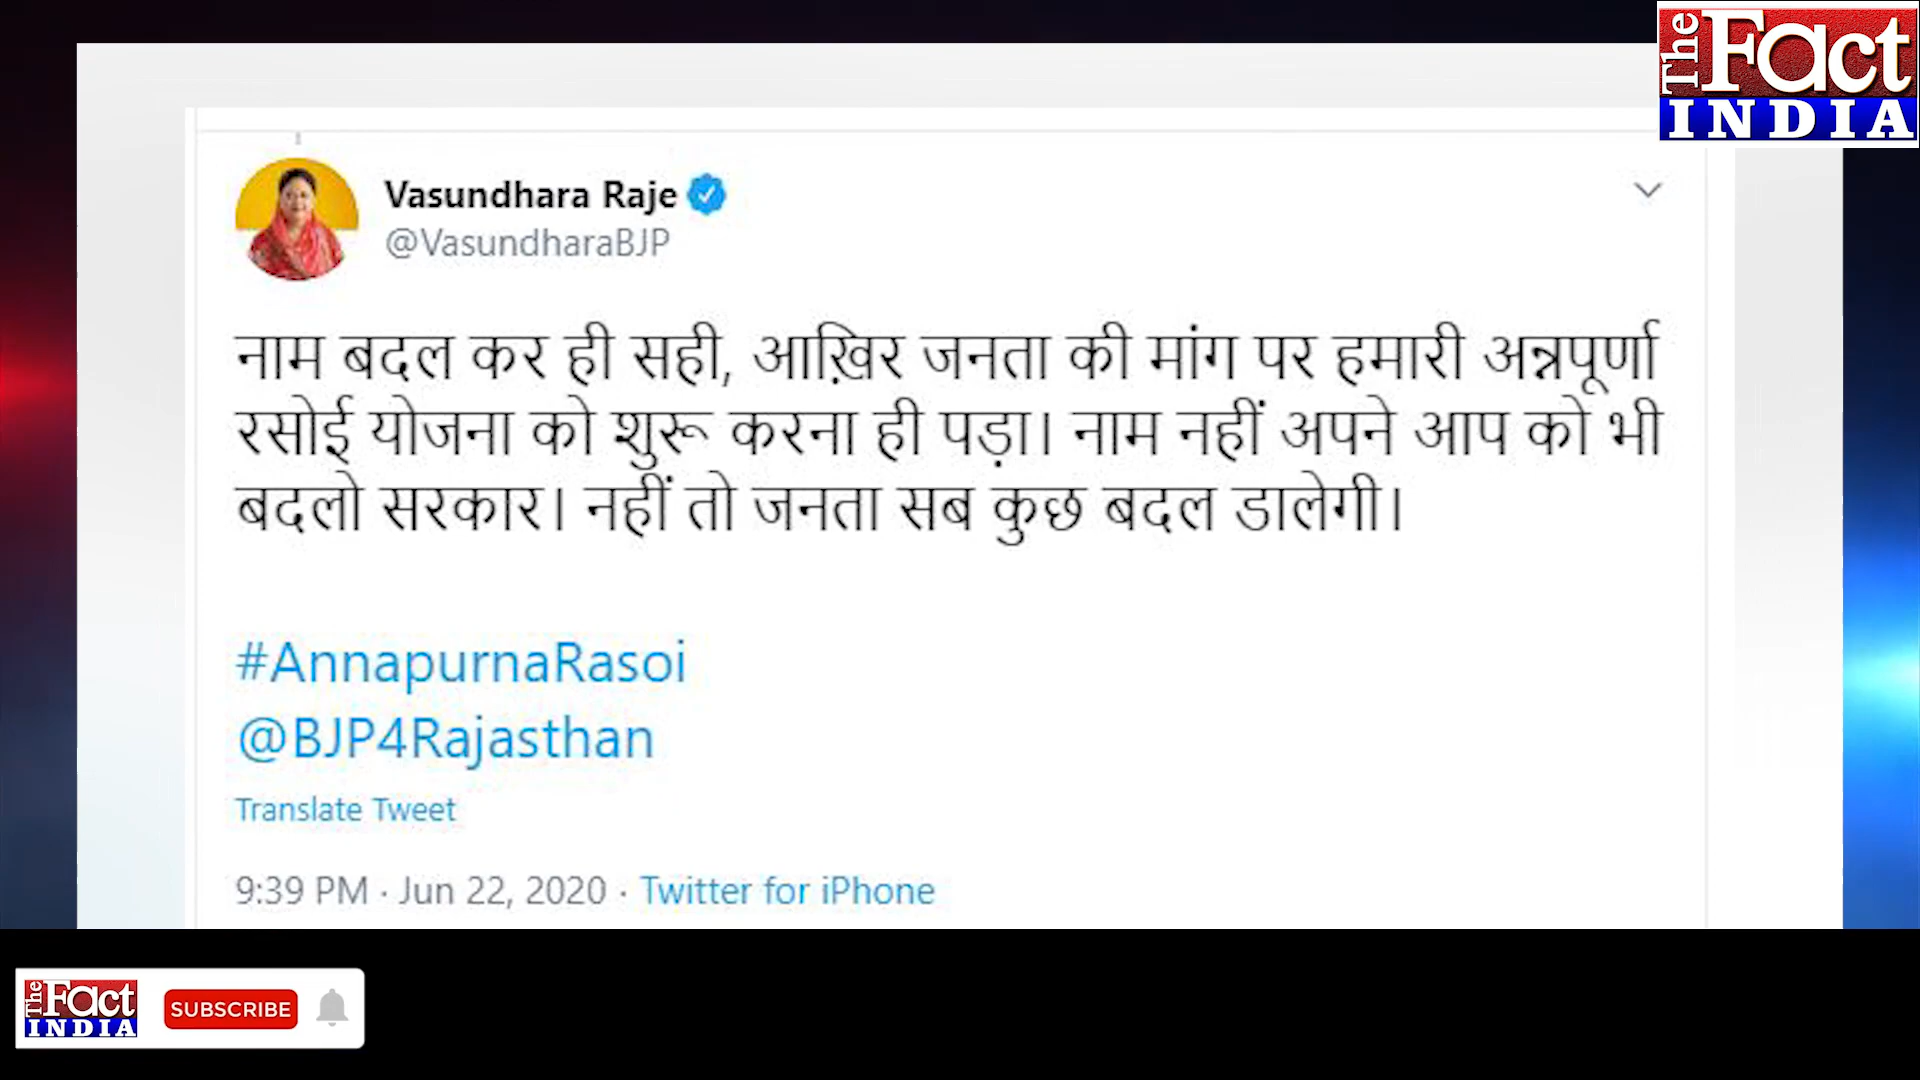 The Fact
INDIA
Vasundhara Raje
@VasundharaBJP
नाम बदल कर ही सही, आख़िर जनता की मांग पर हमारी अन्नपूर्णा
रसोई योजना को शुरू करना ही पड़ा। नाम नहीं अपने आप को भी
बदलो सरकार। नहीं तो जनता सब कुछ बदल डालेगी।
#AnnapurnaRasoi
@BJP4Rajasthan
Translate Tweet
9:39 PM · Jun 22, 2020 · Twitter for iPhone
The Fact
INDIA
SUBSCRIBE